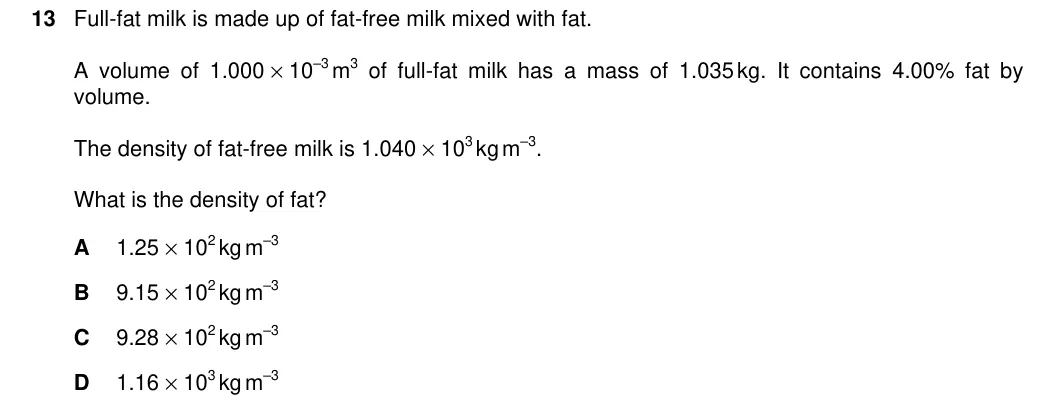 13 Full-fat milk is made up of fat-free milk mixed with fat.
A volume of 1.000 × 10⁻³ m³ of full-fat milk has a mass of 1.035 kg. It contains 4.00% fat by
volume.
The density of fat-free milk is 1.040 × 10³ kg m⁻³.
What is the density of fat?
A 1.25 × 10² kg m⁻³
B 9.15 × 10² kg m⁻³
C 9.28 × 10² kg m⁻³
D 1.16 × 10³ kg m⁻³